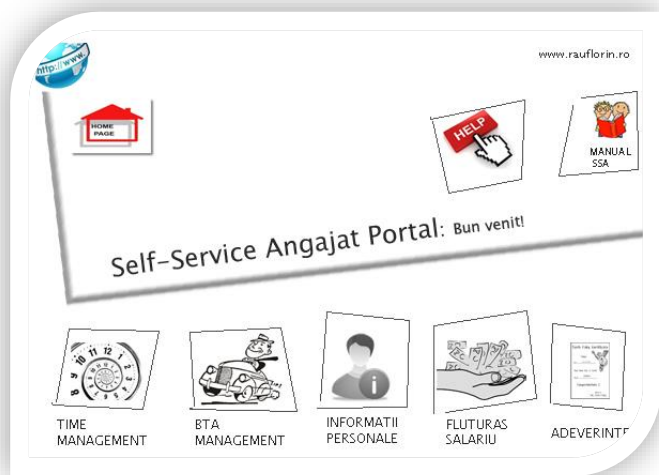 http://www.
www.rauflorin.ro
HOME
PAGE
HELP
MANUAL
SSA
Self-Service Angajat Portal: Bun venit!
TIME
MANAGEMENT
BTA
MANAGEMENT
INFORMATII
PERSONALE
FLUTURAS
SALARIU
ADEVERINTE